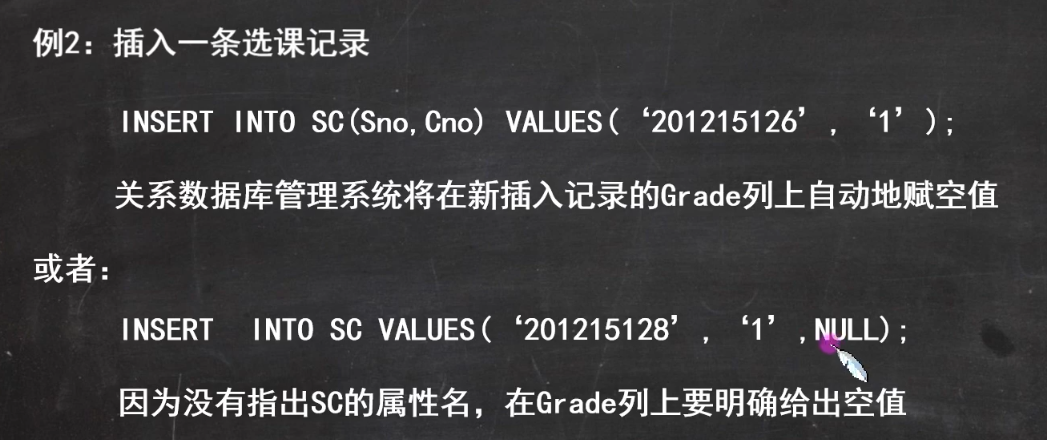 例2：插入一条选课记录
INSERT INTO SC(Sno,Cno) VALUES(‘201215126’, ‘1’);
关系数据库管理系统将在新插入记录的Grade列上自动地赋空值
或者：
INSERT INTO SC VALUES(‘201215128’, ‘1’,NULL);
因为没有指出SC的属性名，在Grade列上要明确给出空值